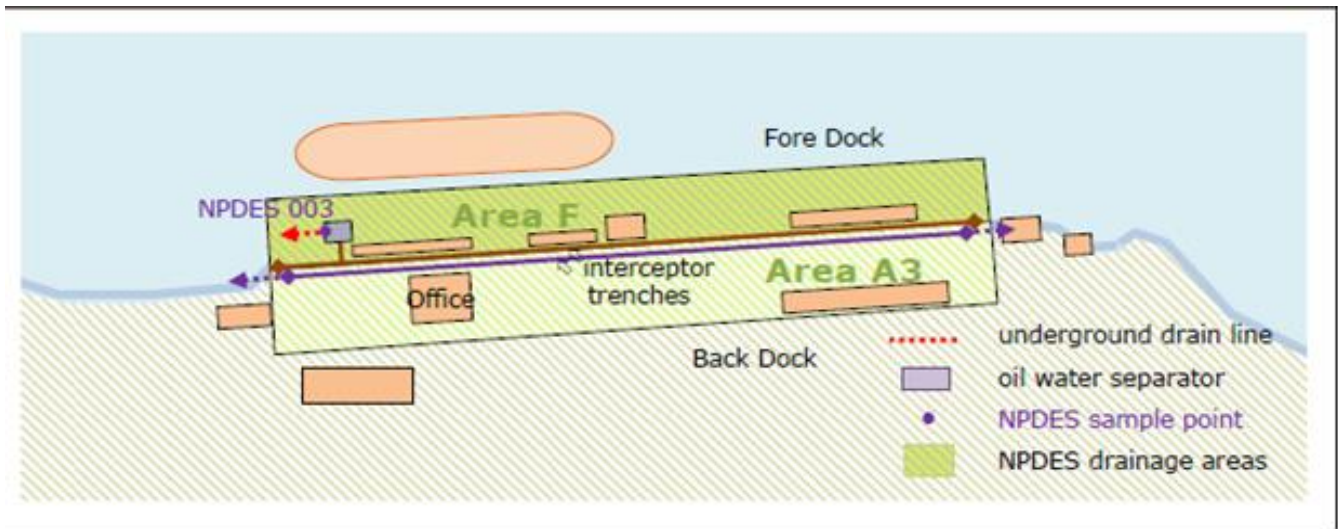 Fore Dock
NPDES 003
Area F
interceptor
trenches
Area A3
Office
Back Dock
underground drain line
oil water separator
NPDES sample point
NPDES drainage areas